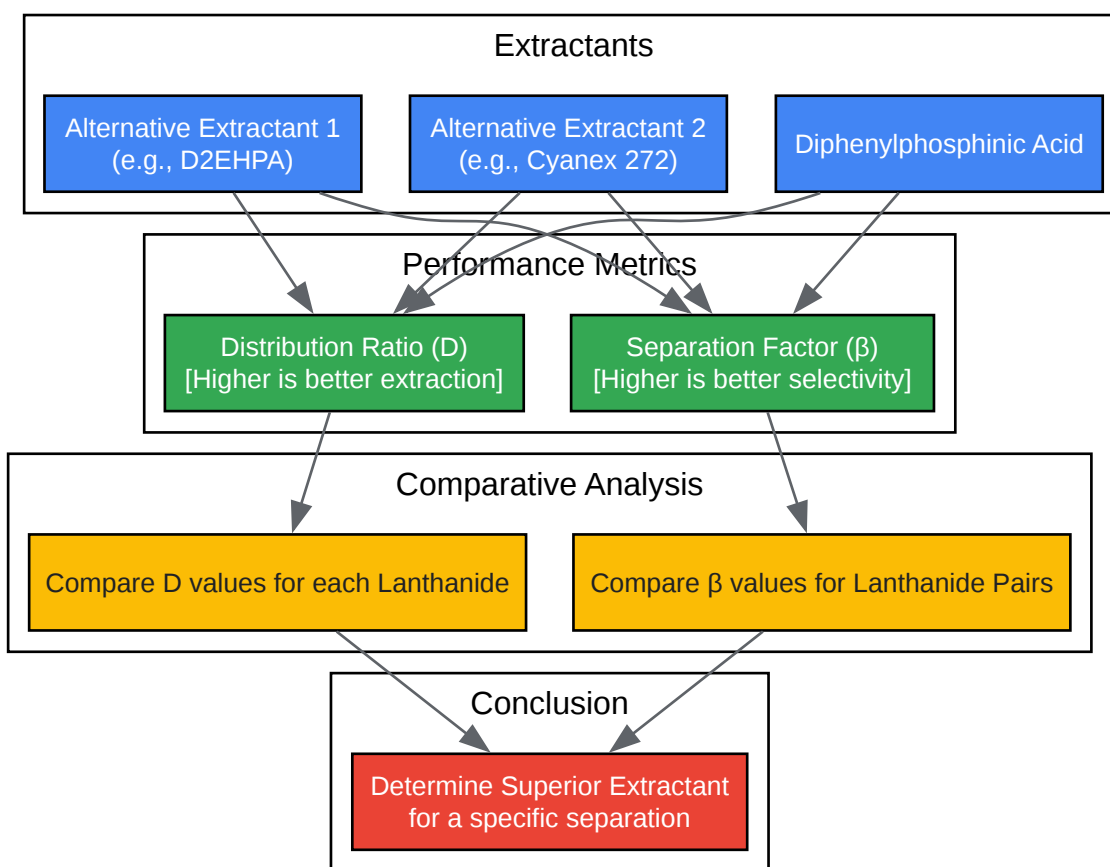 Extractants
Alternative Extractant 1
(e.g., D2EHPA)
Alternative Extractant 2
(e.g., Cyanex 272)
Diphenylphosphinic Acid
Performance Metrics
Distribution Ratio (D)
[Higher is better extraction]
Separation Factor (β)
[Higher is better selectivity]
Comparative Analysis
Compare D values for each Lanthanide
Compare β values for Lanthanide Pairs
Conclusion
Determine Superior Extractant
for a specific separation